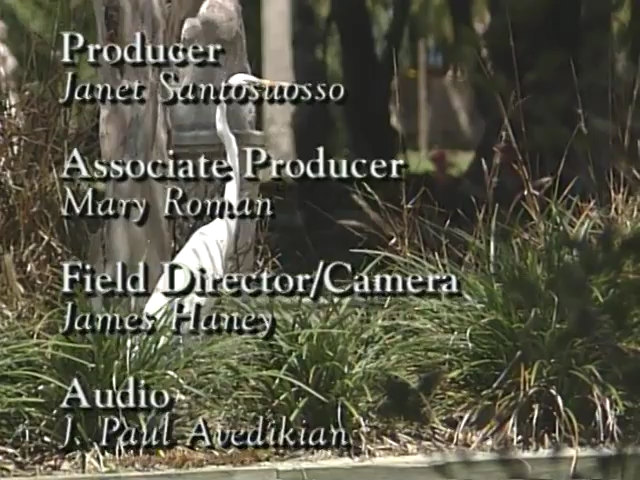 Producer
Janet Santosuosso
Associate Producer
Mary Roman
Field Director/Camera
James Haney
Audio
J. Paul Avedikian